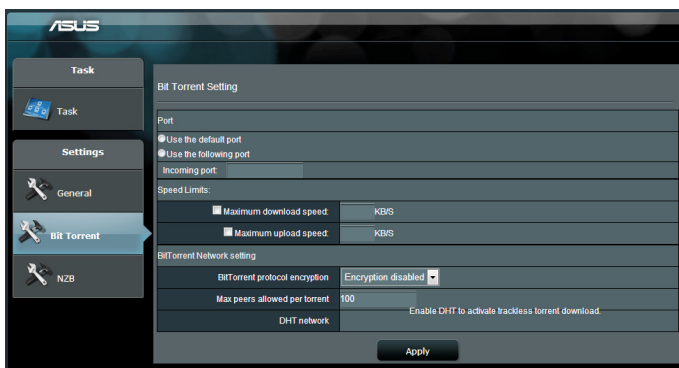 ASUS
Task
Task
Settings
General
Bit Torrent
NZB
Bit Torrent Setting
Port
Use the default port
Use the following port
Incoming port:
Speed Limits:
Maximum download speed: KB/S
Maximum upload speed: KB/S
BitTorrent Network setting
BitTorrent protocol encryption Encryption disabled
Max peers allowed per torrent 100
DHT network Enable DHT to activate trackless torrent download.
Apply